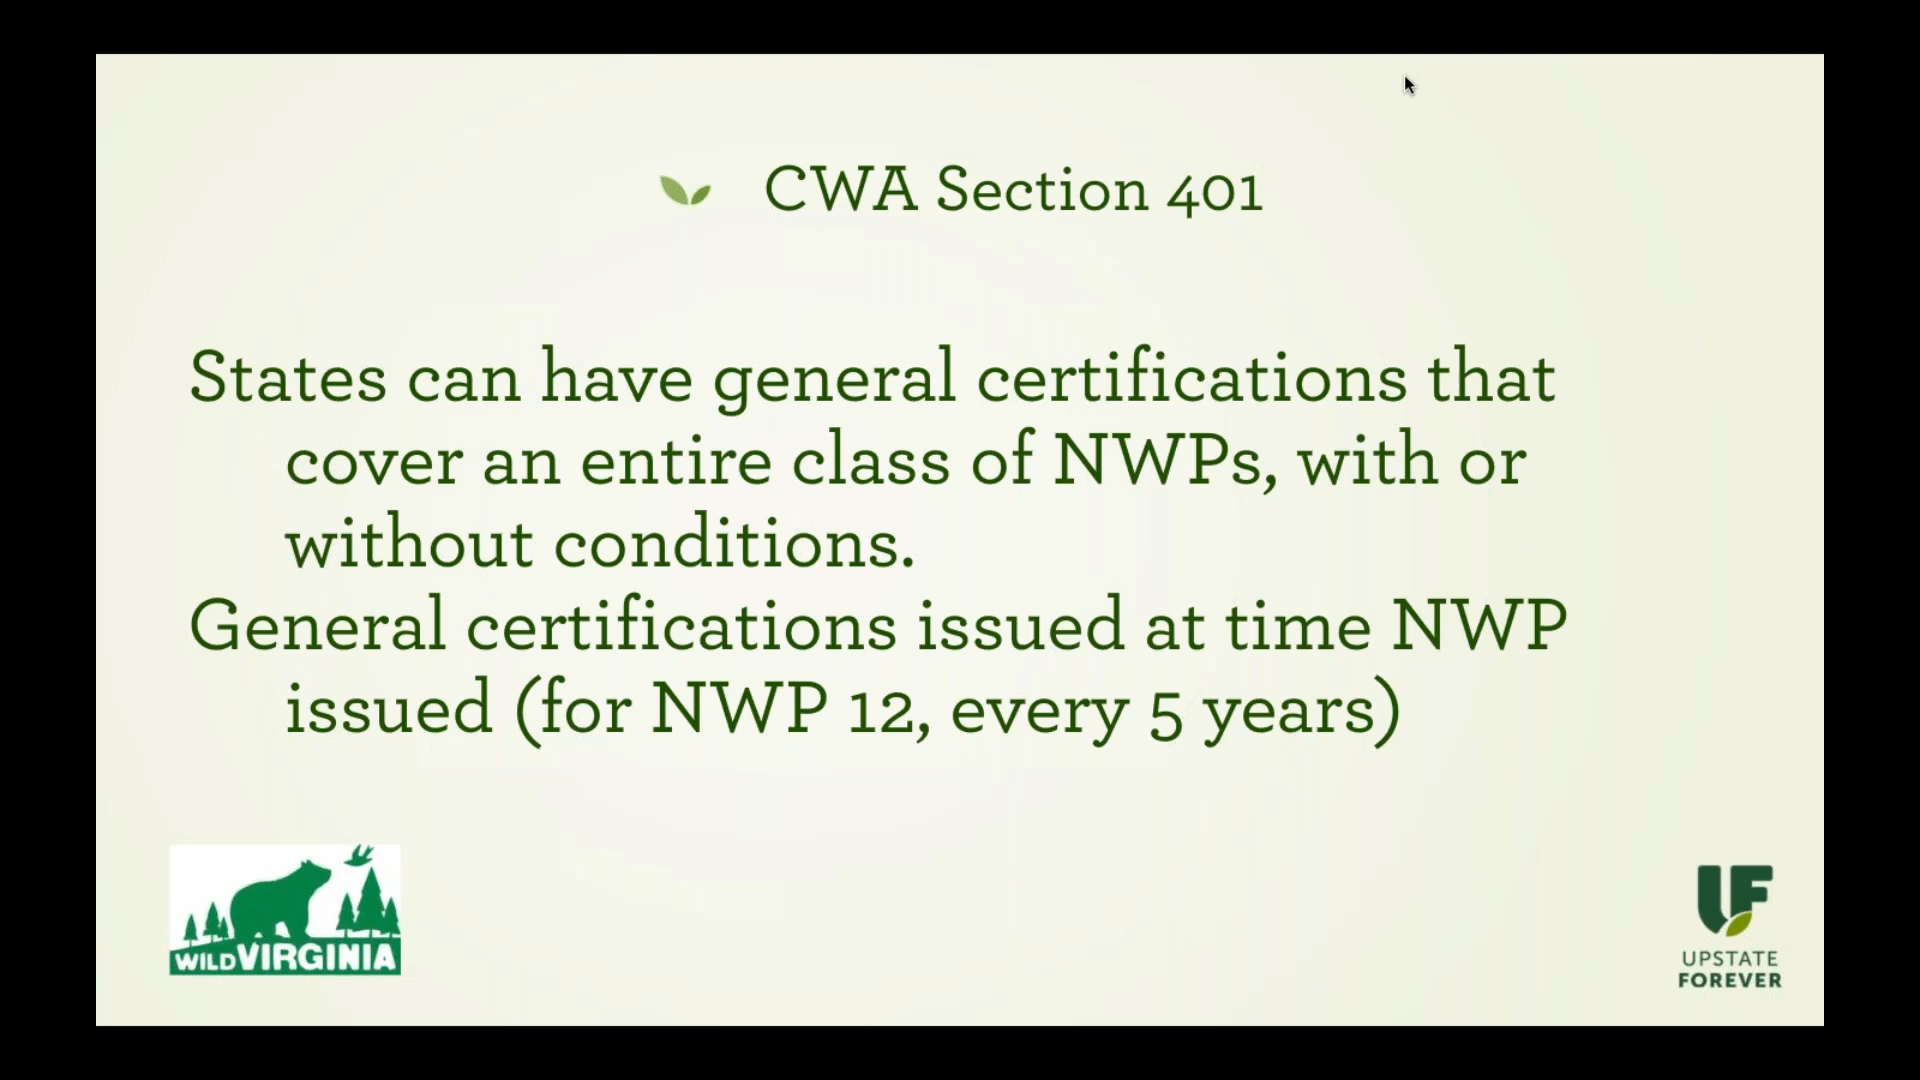 CWA Section 401
States can have general certifications that
cover an entire class of NWPs, with or
without conditions.
General certifications issued at time NWP
issued (for NWP 12, every 5 years)
WILD VIRGINIA
UF
UPSTATE
FOREVER